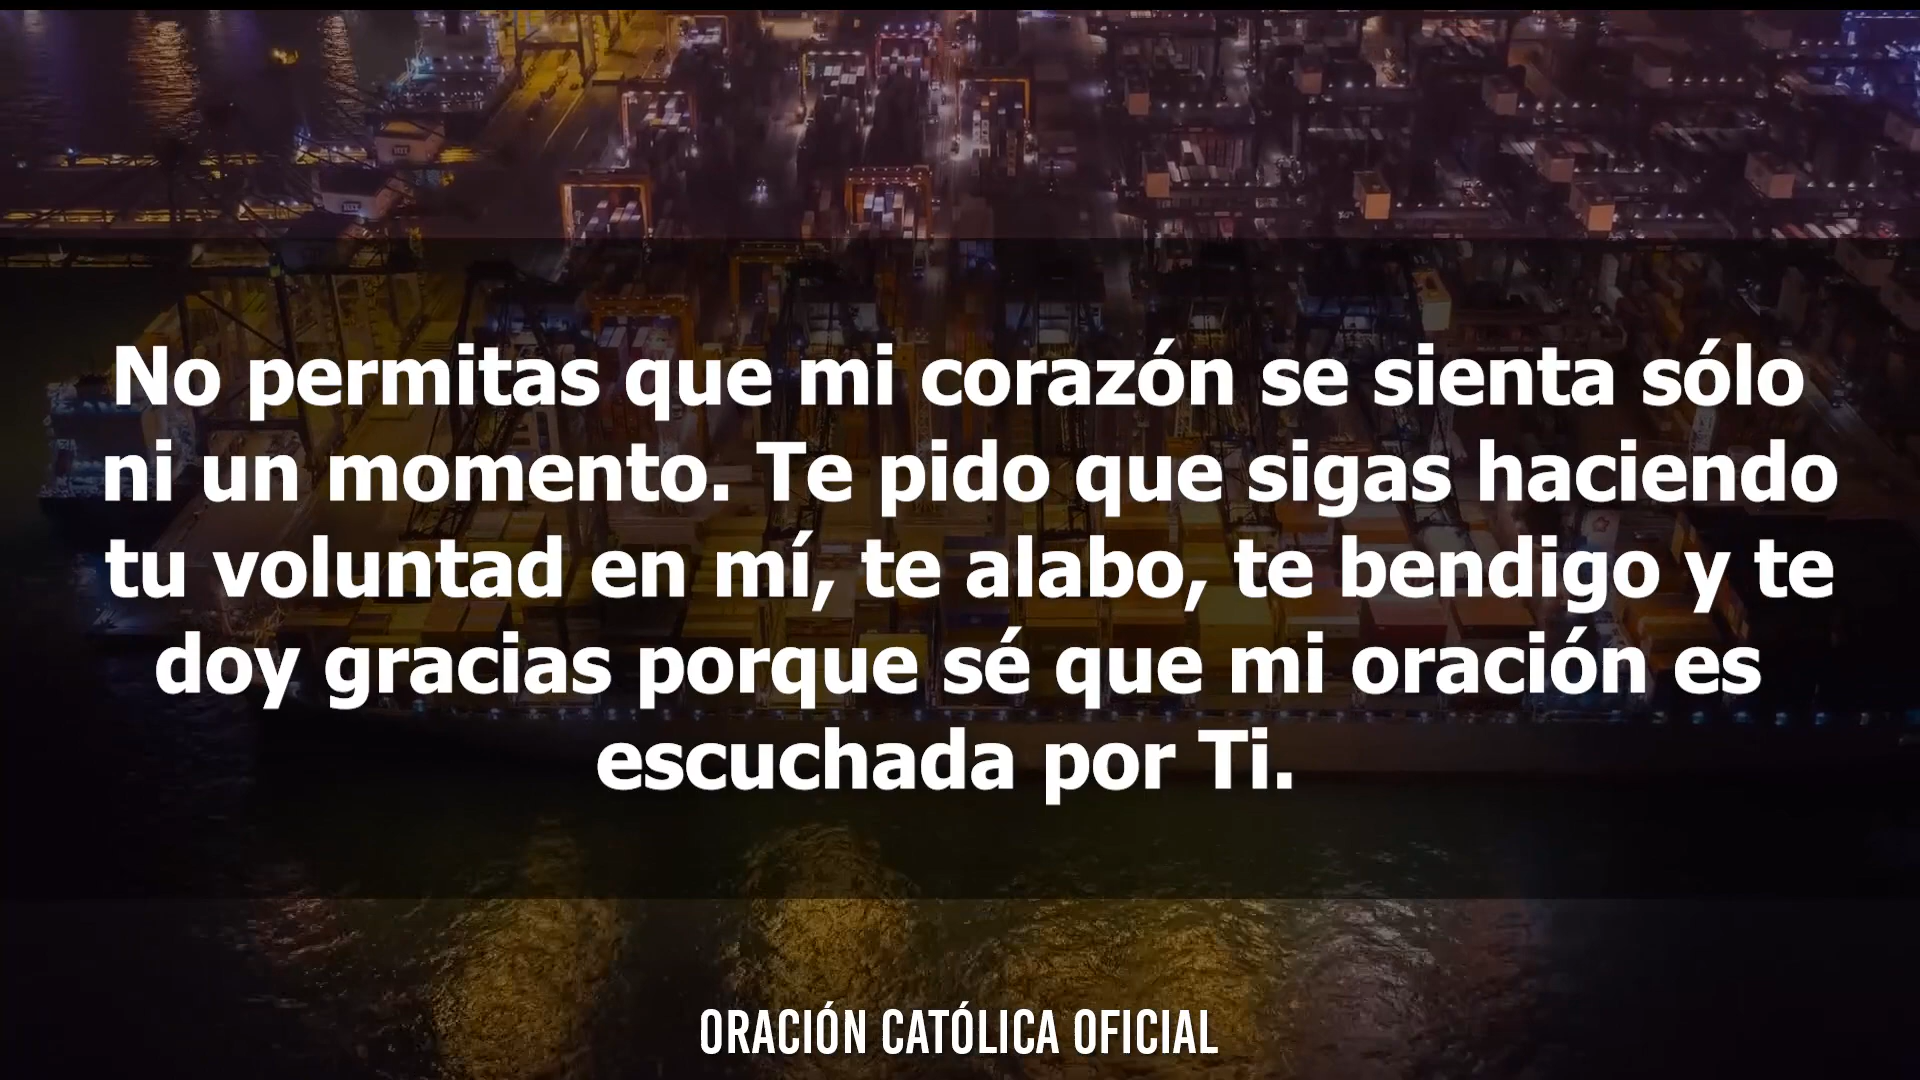 No permitas que mi corazón se sienta sólo
ni un momento. Te pido que sigas haciendo
tu voluntad en mí, te alabo, te bendigo y te
doy gracias porque sé que mi oración es
escuchada por Ti.
ORACIÓN CATÓLICA OFICIAL